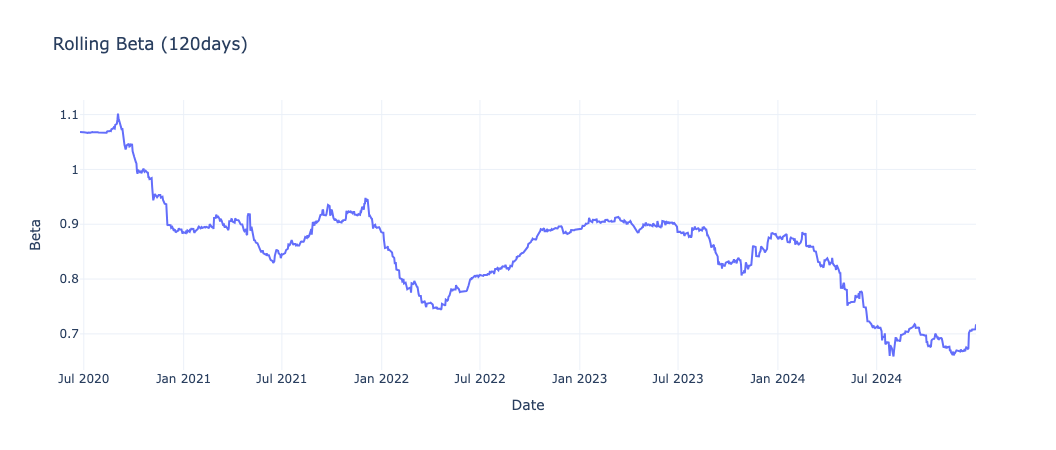 Rolling Beta (120days)
1.1
1
0.9
0.8
0.7
Beta
Jul 2020
Jan 2021
Jul 2021
Jan 2022
Jul 2022
Jan 2023
Jul 2023
Jan 2024
Jul 2024
Date